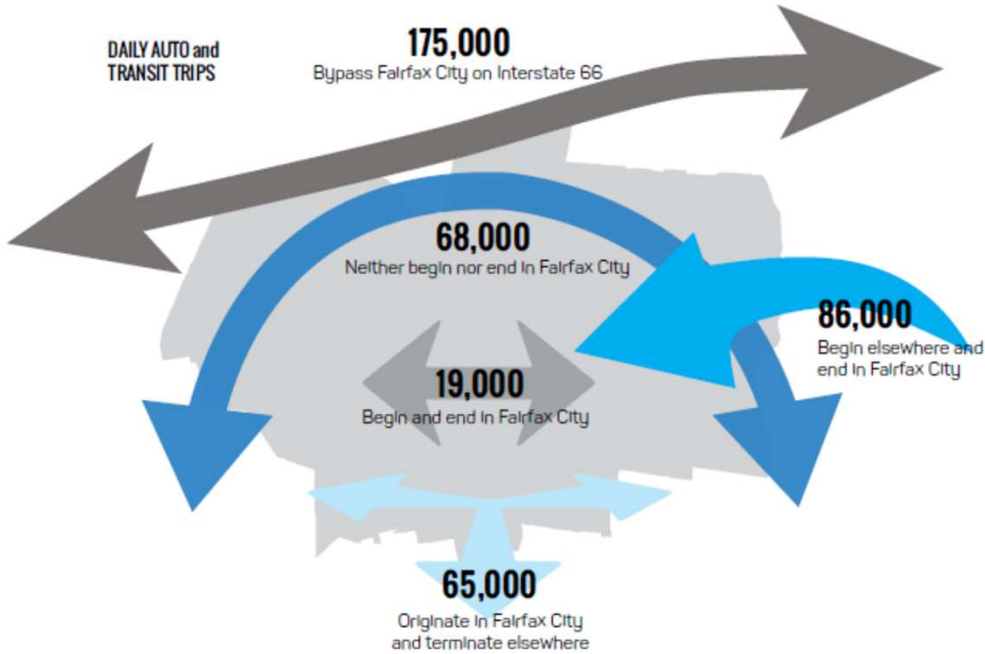 DAILY AUTO and
TRANSIT TRIPS
175,000
Bypass Fairfax City on Interstate 66
68,000
Neither begin nor end in Fairfax City
86,000
Begin elsewhere and
end in Fairfax City
19,000
Begin and end in Fairfax City
65,000
Originate in Fairfax City
and terminate elsewhere